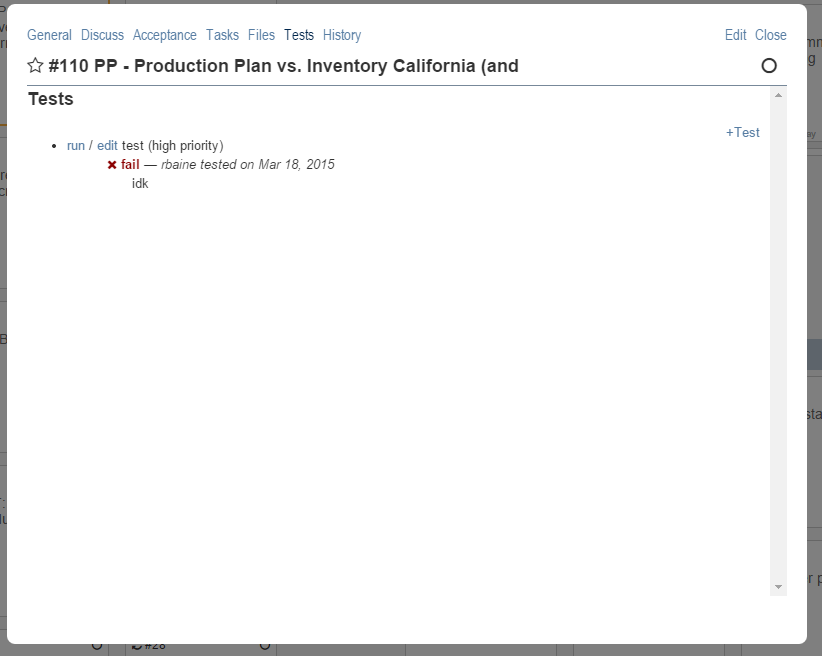 General Discuss Acceptance Tasks Files Tests History Edit Close
#110 PP - Production Plan vs. Inventory California (and
Tests
+Test
run / edit test (high priority)
fail — rbaine tested on Mar 18, 2015
idk
#28